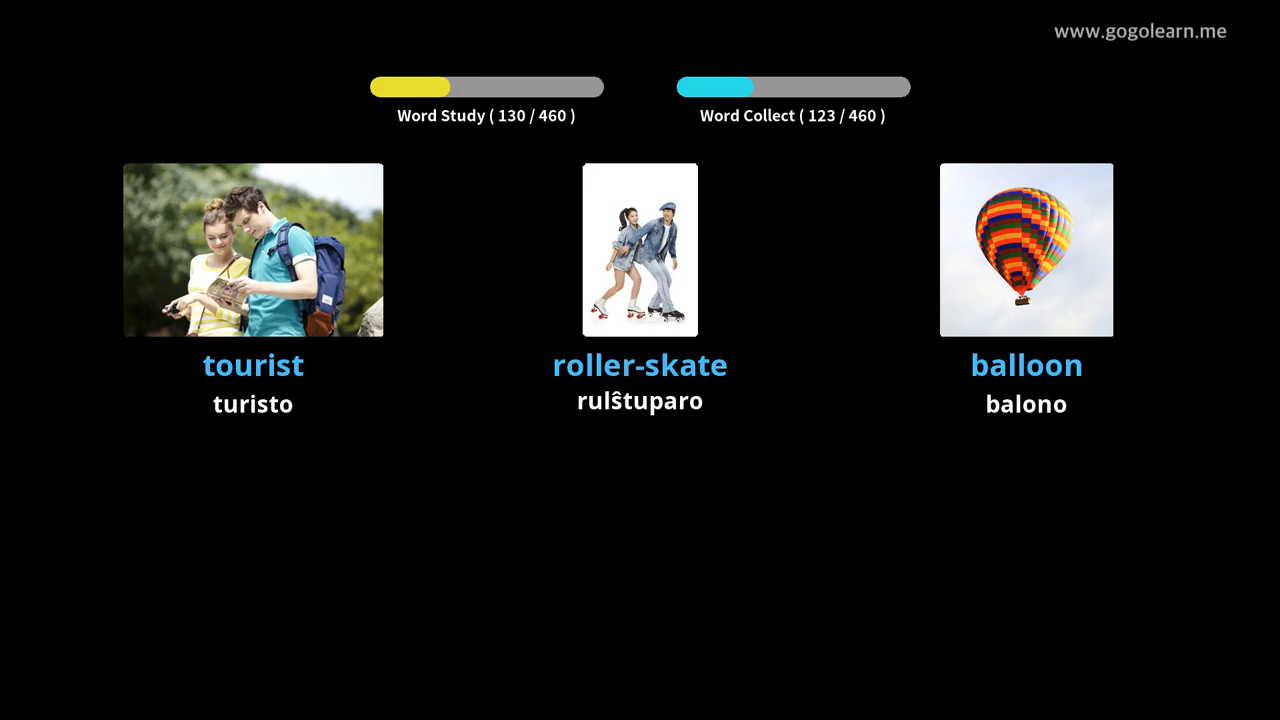 www.gogolearn.me
Word Study ( 130 / 460 )
Word Collect ( 123 / 460 )
tourist
turisto
roller-skate
rulŝtuparo
balloon
balono